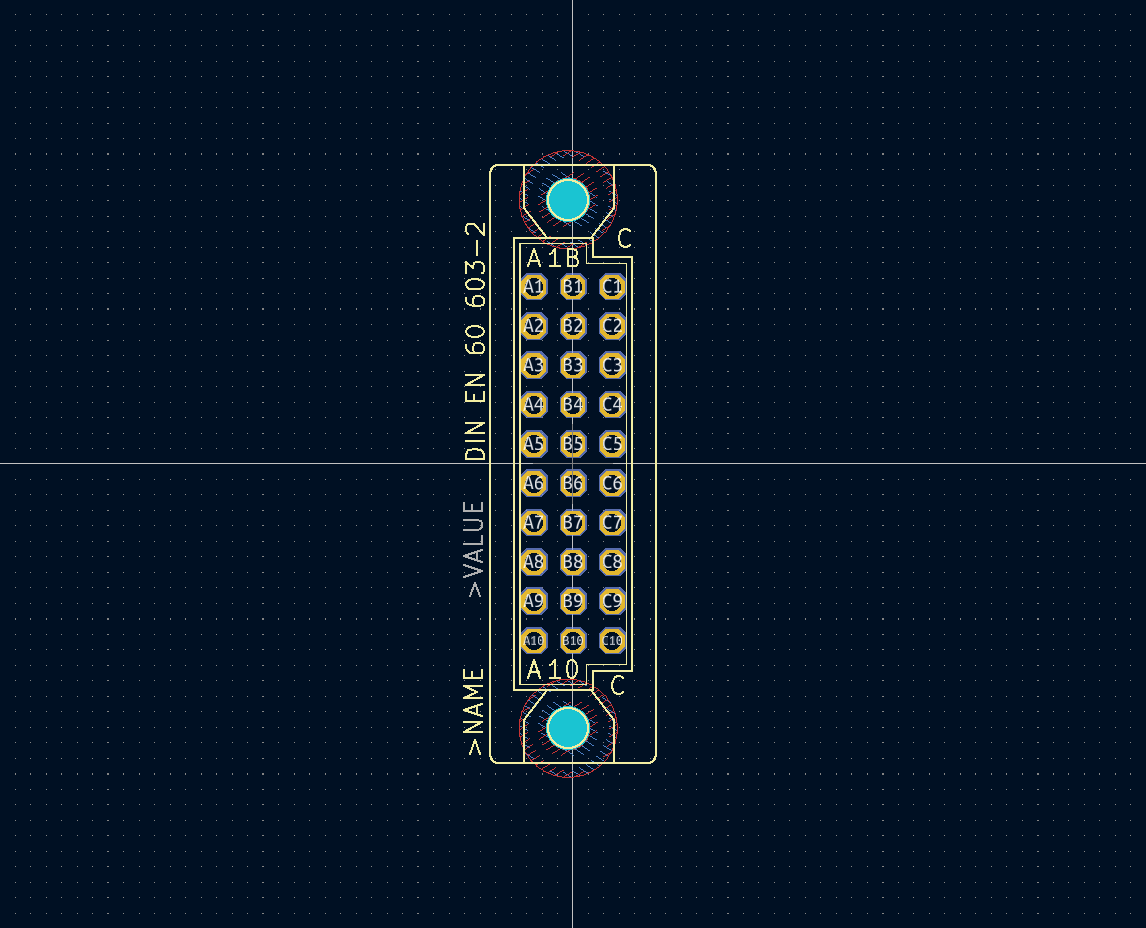 DIN EN 60 603-2
>VALUE
>NAME
C
A 1 B
A1 B1 C1
A2 B2 C2
A3 B3 C3
A4 B4 C4
A5 B5 C5
A6 B6 C6
A7 B7 C7
A8 B8 C8
A9 B9 C9
A10 B10 C10
A 10
C